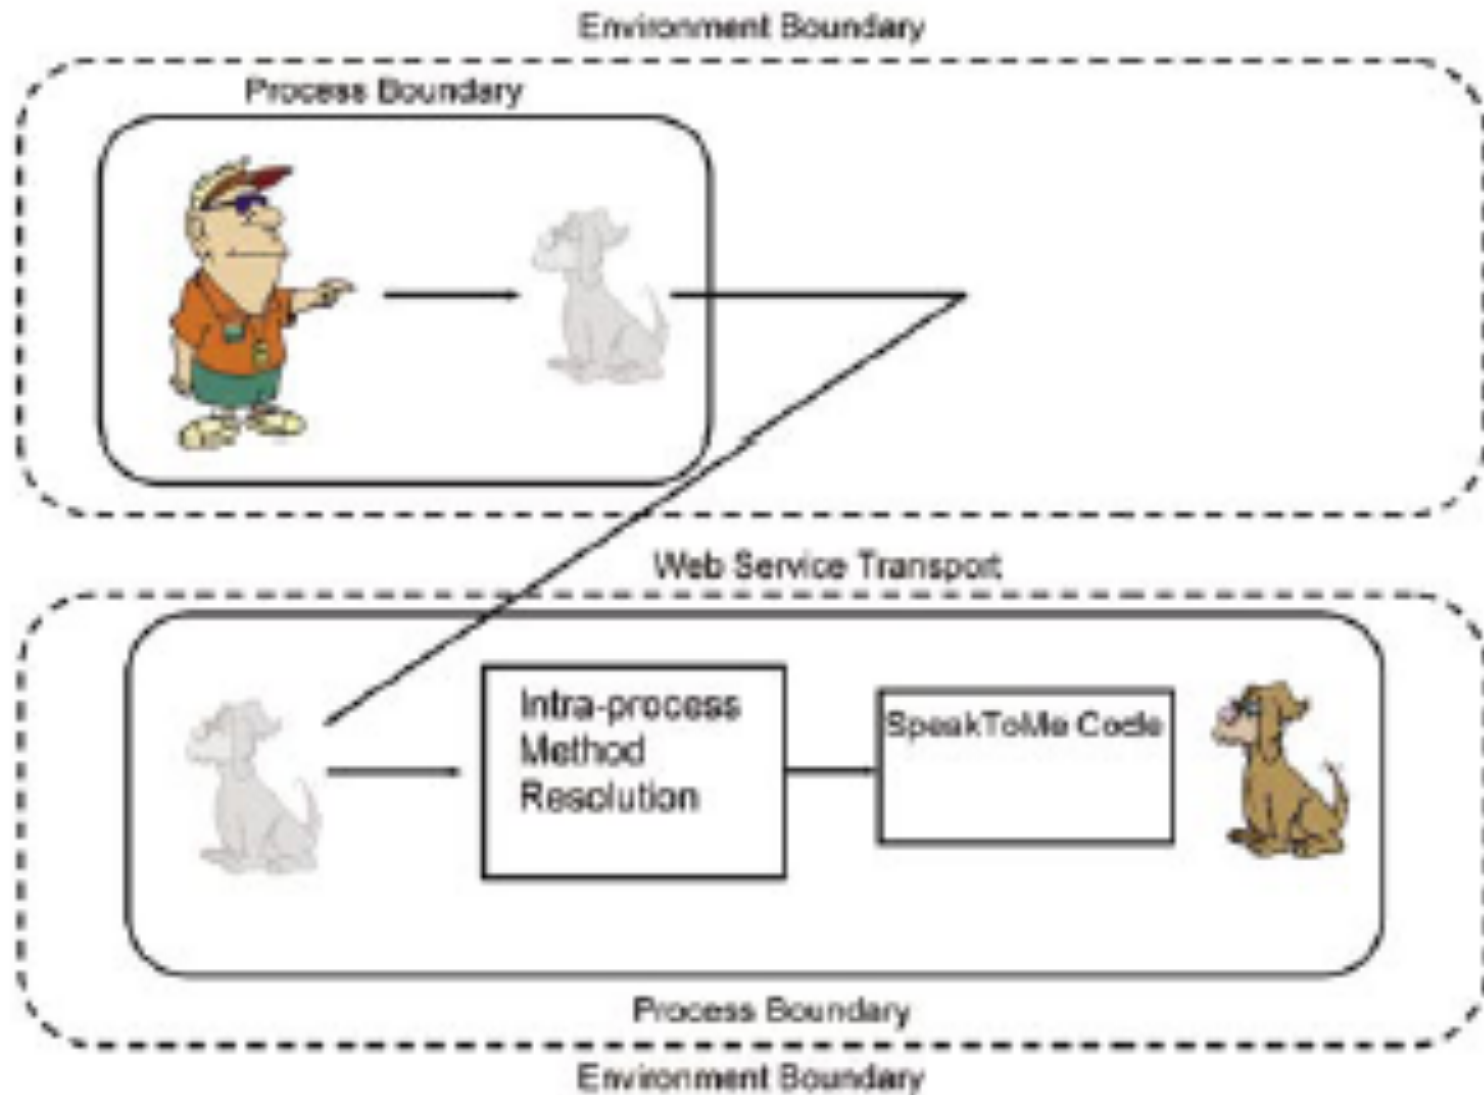 Environment Boundary
Process Boundary
Web Service Transport
Intra-process
Method
Resolution
SpeakToMe Code
Process Boundary
Environment Boundary